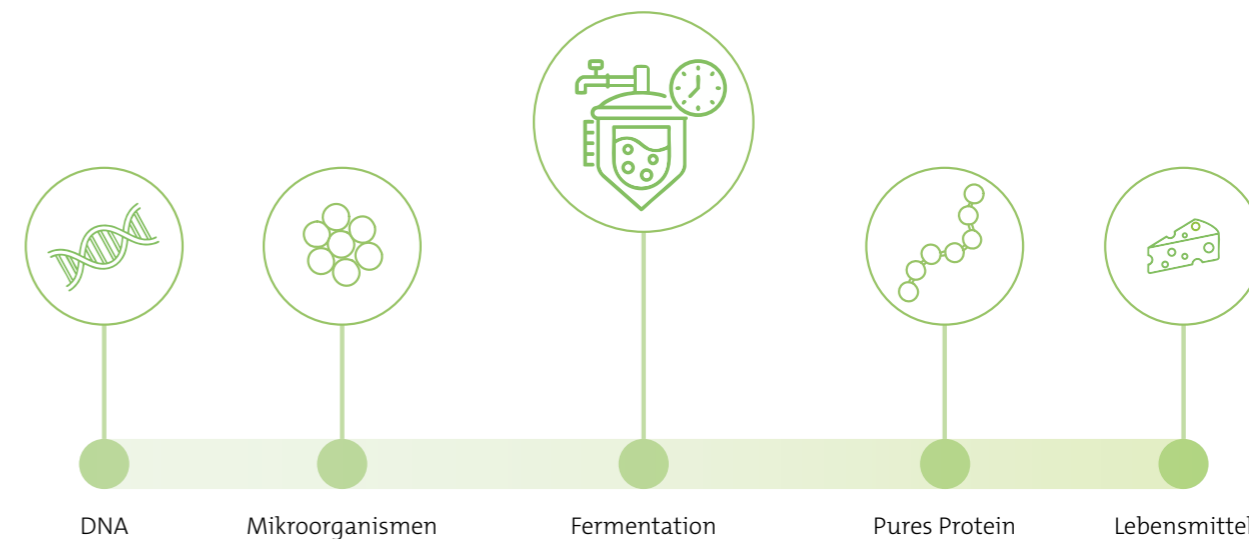 DNA
Mikroorganismen
Fermentation
Pures Protein
Lebensmittel